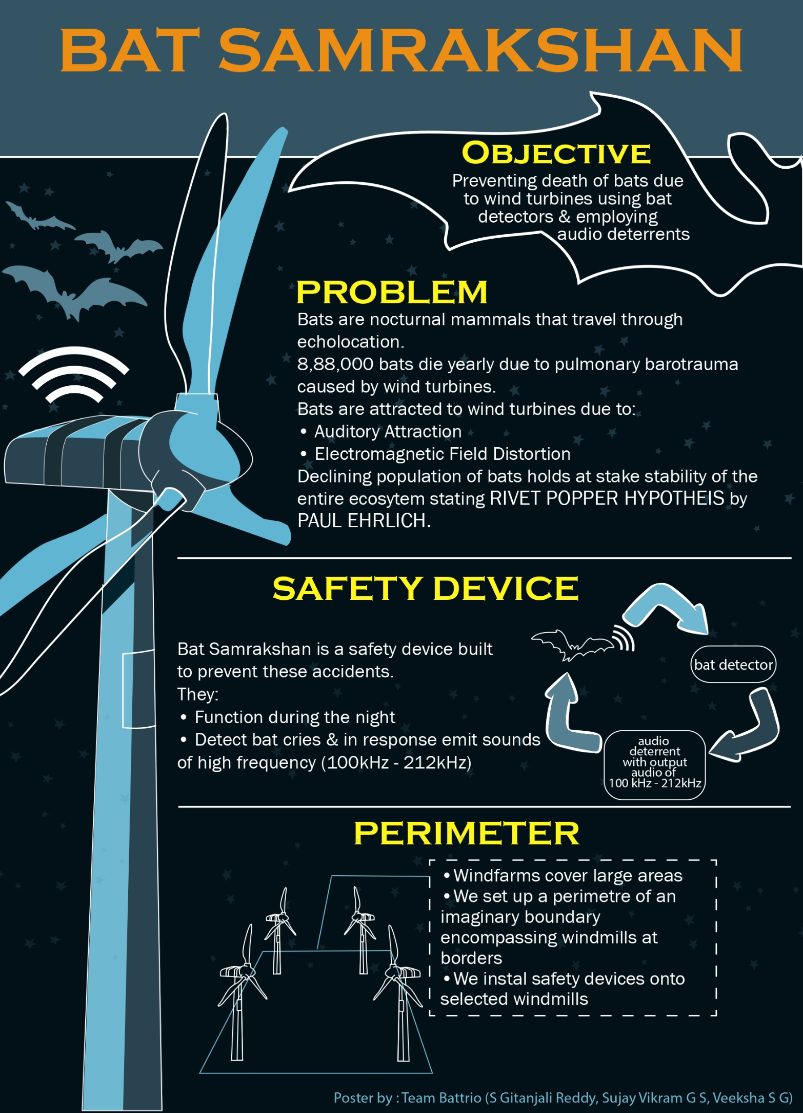 BAT SAMRAKSHAN
OBJECTIVE
Preventing death of bats due
to wind turbines using bat
detectors & employing
audio deterrents
PROBLEM
Bats are nocturnal mammals that travel through
echolocation.
8,88,000 bats die yearly due to pulmonary barotrauma
caused by wind turbines.
Bats are attracted to wind turbines due to:
• Auditory Attraction
• Electromagnetic Field Distortion
Declining population of bats holds at stake stability of the
entire ecosytem stating RIVET POPPER HYPOTHEIS by
PAUL EHRLICH.
SAFETY DEVICE
Bat Samrakshan is a safety device built
to prevent these accidents.
They:
• Function during the night
• Detect bat cries & in response emit sounds
of high frequency (100kHz - 212kHz)
bat detector
audio
deterrent
with output
audio of
100 kHz - 212kHz
PERIMETER
•Windfarms cover large areas
•We set up a perimetre of an
imaginary boundary
encompassing windmills at
borders
•We instal safety devices onto
selected windmills
Poster by : Team Battrio (S Gitanjali Reddy, Sujay Vikram G S, Veeksha S G)